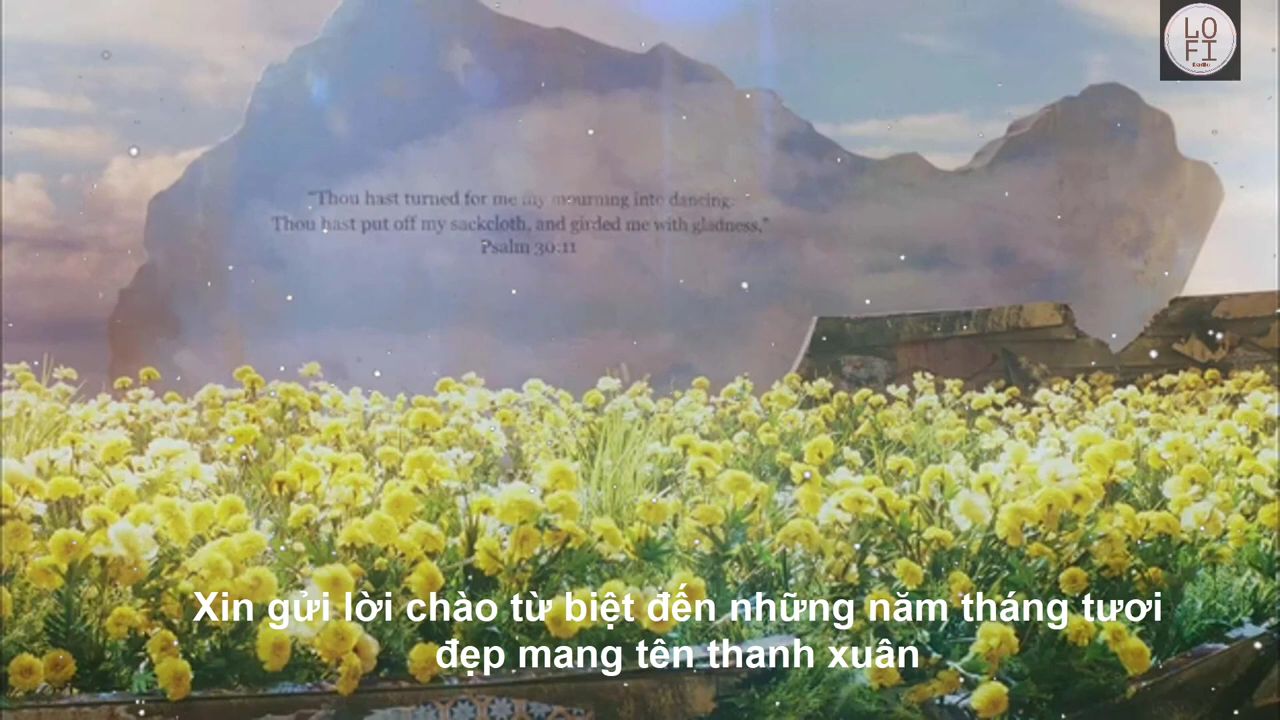 LO
FI
Radio
"Thou hast turned for me my mourning into dancing:
Thou hast put off my sackcloth, and girded me with gladness,"
Psalm 30:11
Xin gửi lời chào từ biệt đến những năm tháng tươi
đẹp mang tên thanh xuân